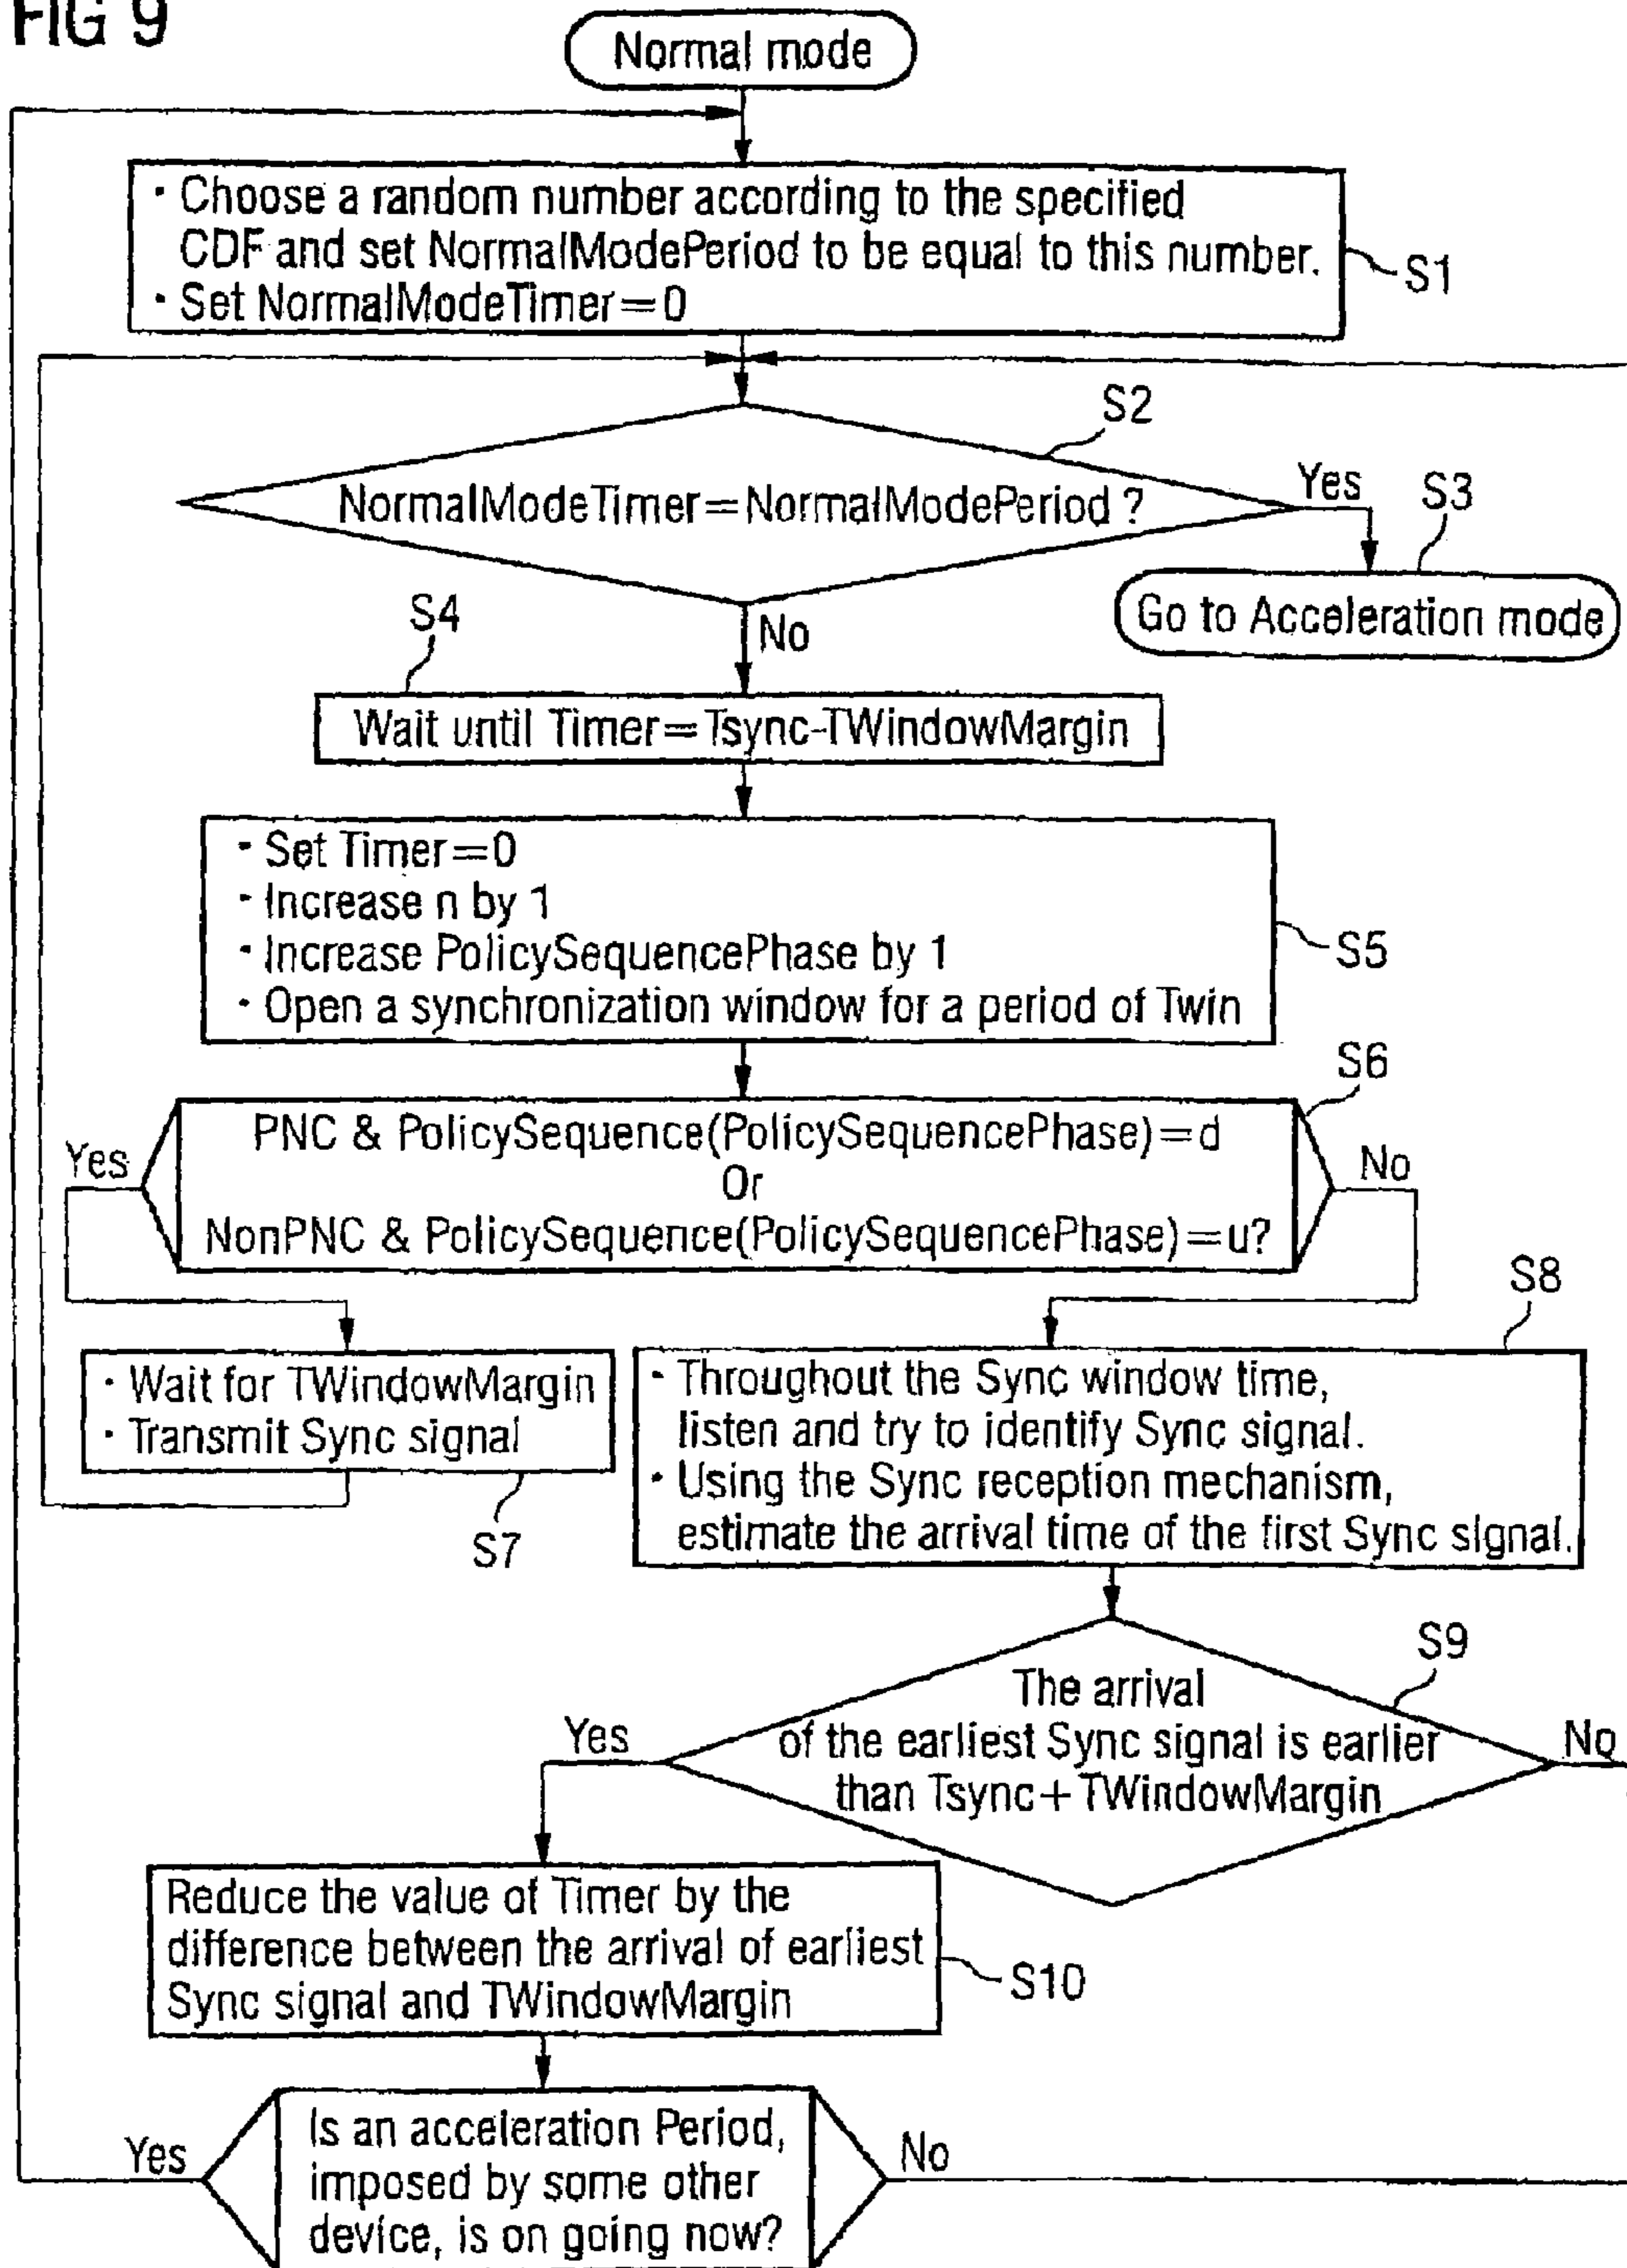 FIG 9
Normal mode
· Choose a random number according to the specified
CDF and set NormalModePeriod to be equal to this number.
· Set NormalModeTimer=0
S1
S2
NormalModeTimer=NormalModePeriod?
Yes
S3
Go to Acceleration mode
S4
No
Wait until Timer=Tsync-TWindowMargin
· Set Timer=0
· Increase n by 1
· Increase PolicySequencePhase by 1
· Open a synchronization window for a period of Twin
S5
S6
PNC & PolicySequence(PolicySequencePhase)=d
Or
NonPNC & PolicySequence(PolicySequencePhase)=u?
Yes
No
· Wait for TWindowMargin
· Transmit Sync signal
S7
S8
· Throughout the Sync window time,
listen and try to identify Sync signal.
· Using the Sync reception mechanism,
estimate the arrival time of the first Sync signal.
S9
The arrival
of the earliest Sync signal is earlier
than Tsync+TWindowMargin
Yes
No
Reduce the value of Timer by the
difference between the arrival of earliest
Sync signal and TWindowMargin
S10
Is an acceleration Period,
imposed by some other
device, is on going now?
Yes
No